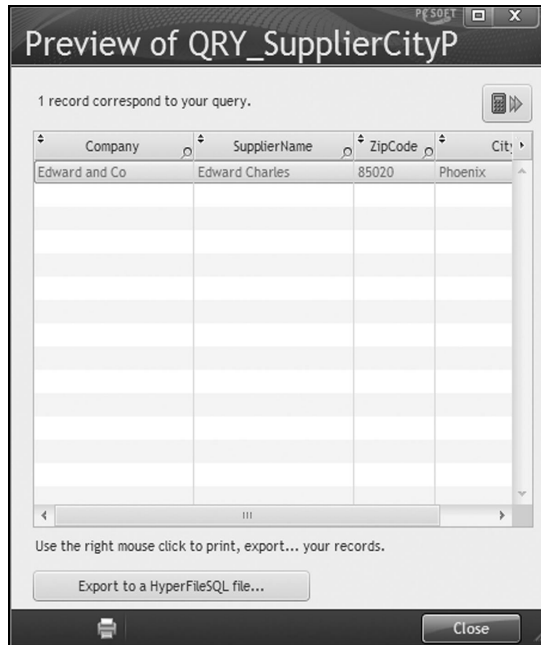 PCSOFT
Preview of QRY_SupplierCityP
1 record correspond to your query.
Company SupplierName ZipCode City
Edward and Co Edward Charles 85020 Phoenix
Use the right mouse click to print, export... your records.
Export to a HyperFileSQL file...
Close